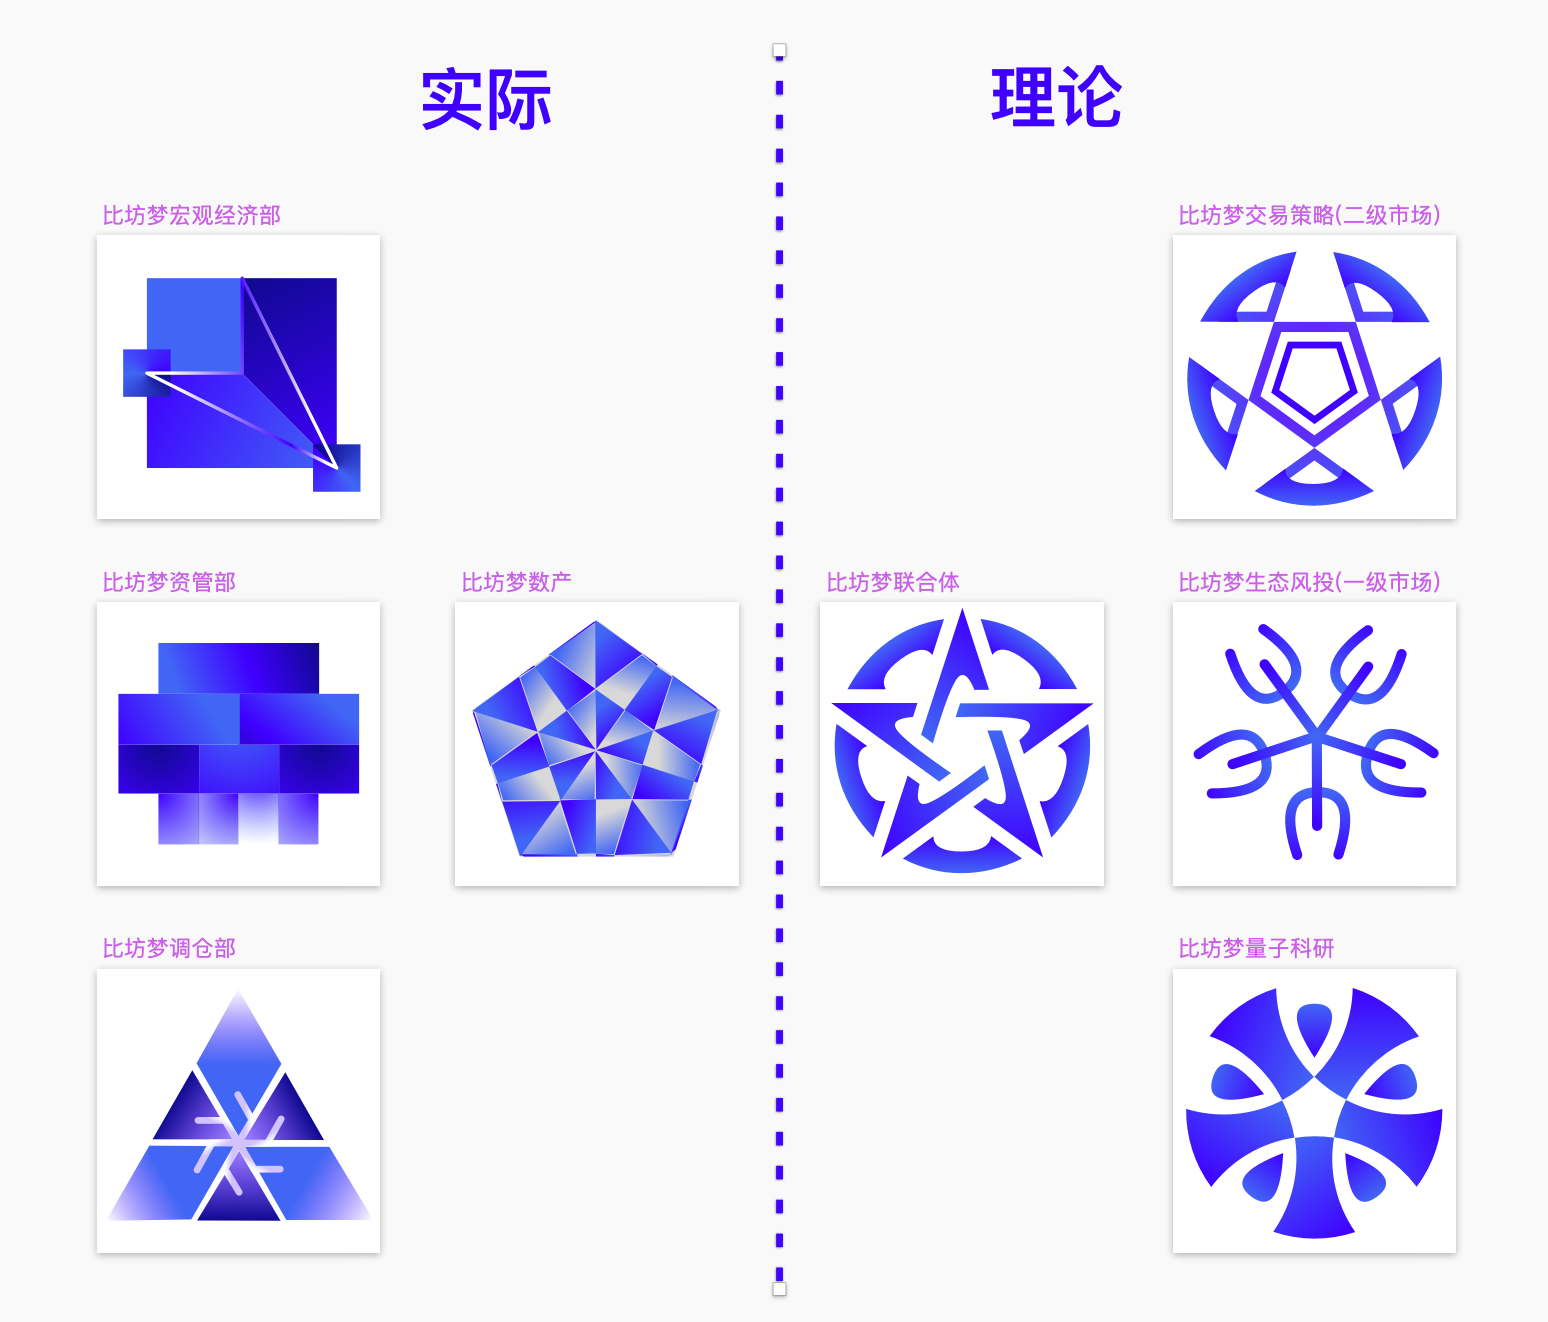 实际
理论
比坊梦宏观经济部
比坊梦交易策略(二级市场)
比坊梦资管部
比坊梦数产
比坊梦联合体
比坊梦生态风投(一级市场)
比坊梦调仓部
比坊梦量子科研